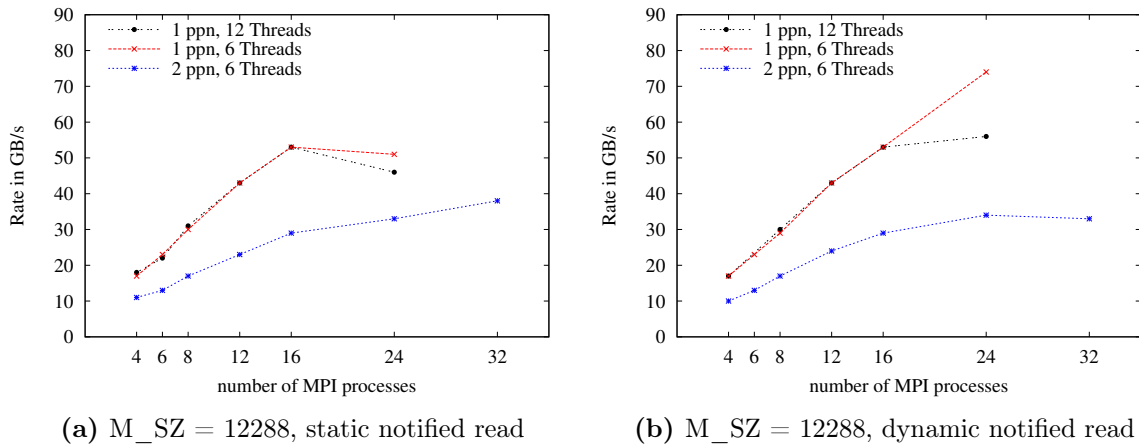 90
80
70
60
50
40
30
20
10
0
Rate in GB/s
1 ppn, 12 Threads
1 ppn, 6 Threads
2 ppn, 6 Threads
4 6 8 12 16 24 32
number of MPI processes
(a) M_SZ = 12288, static notified read
90
80
70
60
50
40
30
20
10
0
Rate in GB/s
1 ppn, 12 Threads
1 ppn, 6 Threads
2 ppn, 6 Threads
4 6 8 12 16 24 32
number of MPI processes
(b) M_SZ = 12288, dynamic notified read